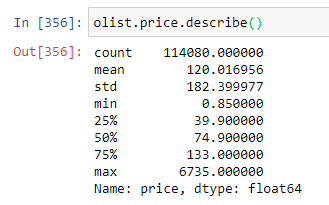 In [356]: olist.price.describe()
Out[356]: count    114080.000000
mean        120.016956
std         182.399977
min           0.850000
25%          39.900000
50%          74.900000
75%         133.000000
max        6735.000000
Name: price, dtype: float64